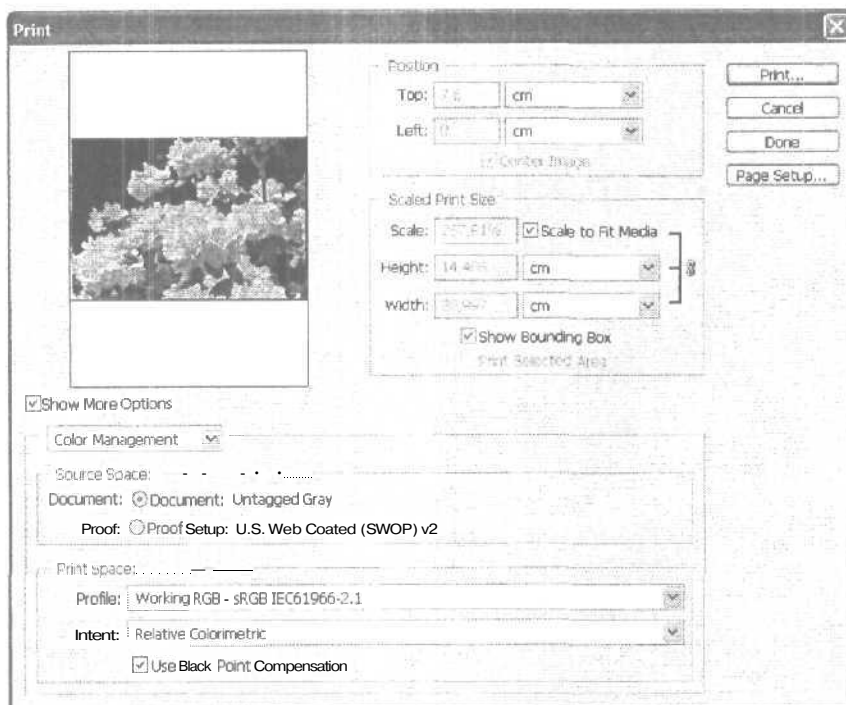 Print
Position
Top: 7.6 cm
Left: 0 cm
Center Image
Print...
Cancel
Done
Page Setup...
Scaled Print Size
Scale: Scale to Fit Media
Height: cm
Width: cm
Show Bounding Box
Print Selected Area
Show More Options
Color Management
Source Space:
Document: Document: Untagged Gray
Proof: Proof Setup: U.S. Web Coated (SWOP) v2
Print Space:
Profile: Working RGB - sRGB IEC61966-2.1
Intent: Relative Colorimetric
Use Black Point Compensation